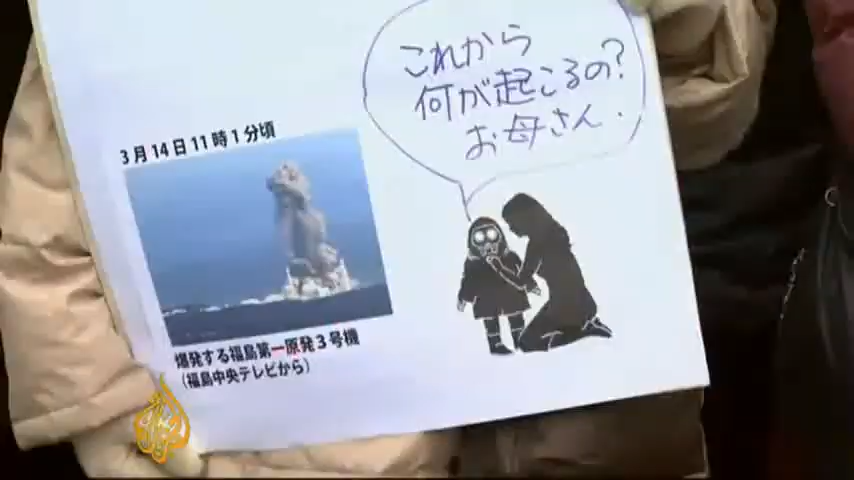 これから
何が起こるの?
お母さん.
3月14日11時1分頃
爆発する福島第一原発3号機
(福島中央テレビから)